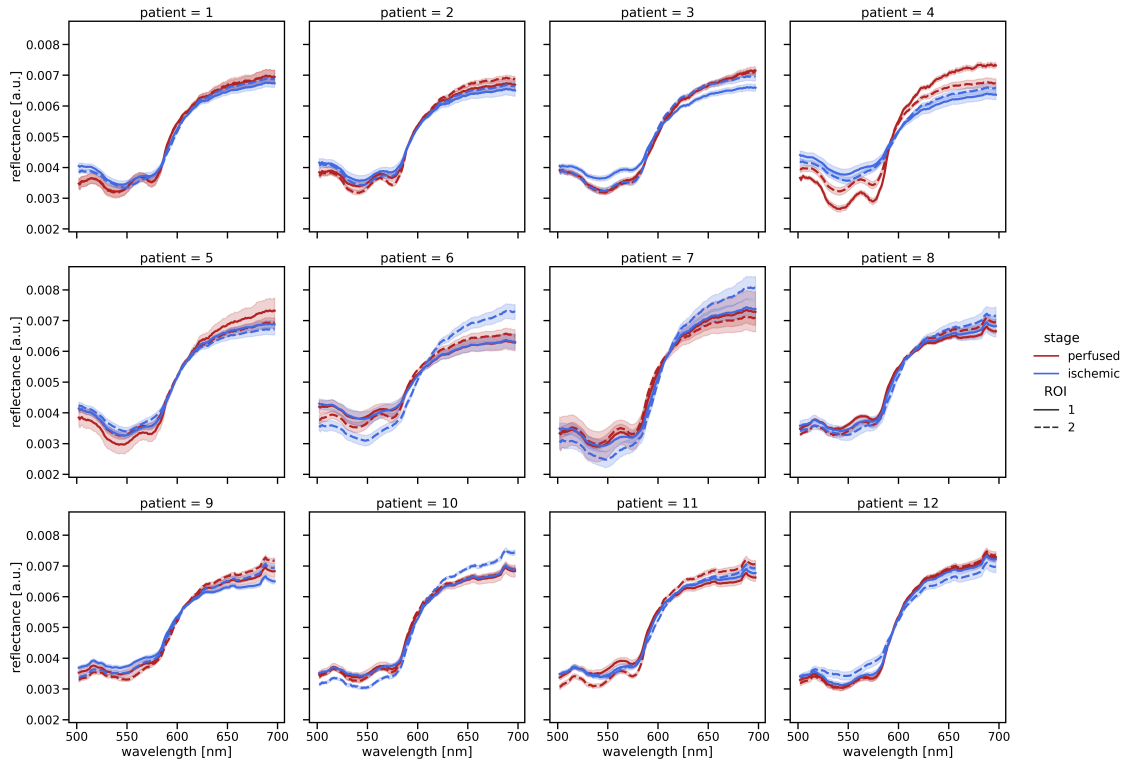 patient = 1
patient = 2
patient = 3
patient = 4
0.008
0.007
0.006
0.005
0.004
0.003
0.002
reflectance [a.u.]
patient = 5
patient = 6
patient = 7
patient = 8
0.008
0.007
0.006
0.005
0.004
0.003
0.002
reflectance [a.u.]
stage
perfused
ischemic
ROI
1
2
patient = 9
patient = 10
patient = 11
patient = 12
0.008
0.007
0.006
0.005
0.004
0.003
0.002
reflectance [a.u.]
500 550 600 650 700
500 550 600 650 700
500 550 600 650 700
500 550 600 650 700
wavelength [nm]
wavelength [nm]
wavelength [nm]
wavelength [nm]